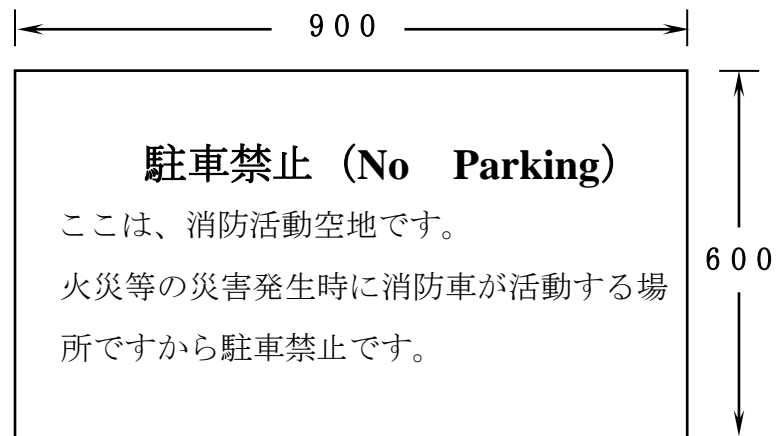 ９００
駐車禁止（No　Parking）
ここは、消防活動空地です。
火災等の災害発生時に消防車が活動する場
所ですから駐車禁止です。
６００